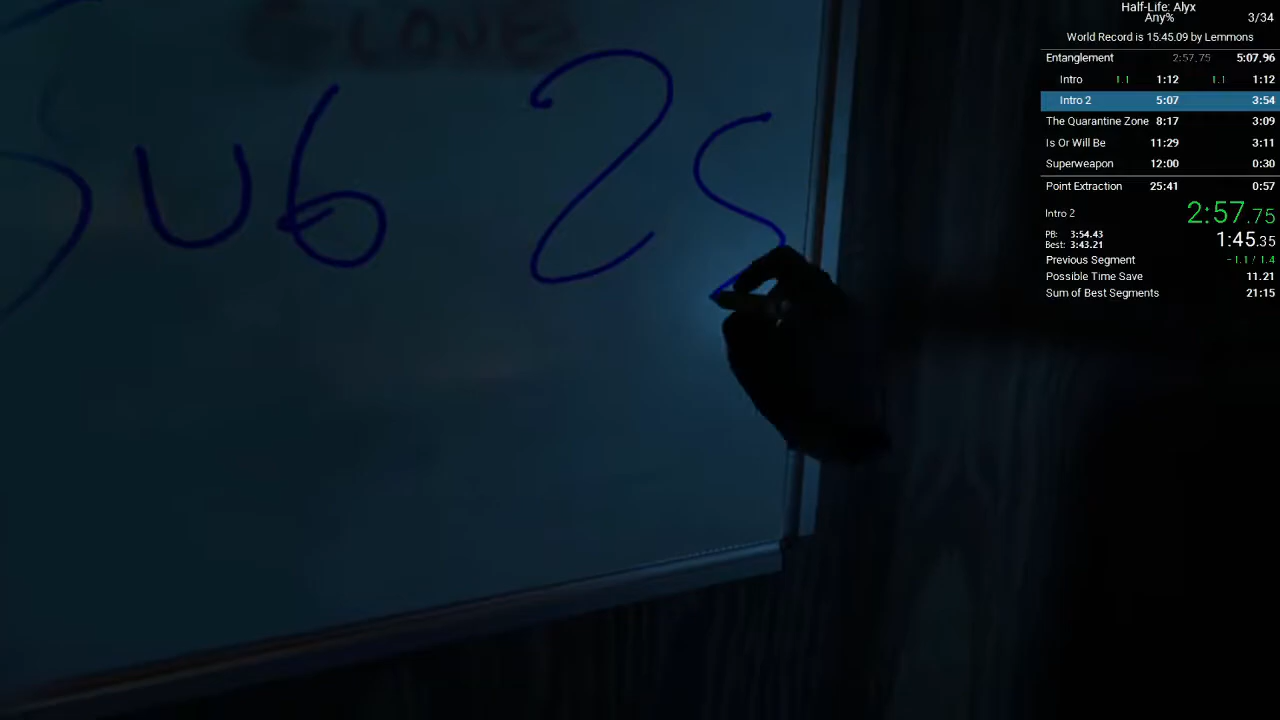 GLOVES
Sub 25
Half-Life: Alyx
Any%
3/34
World Record is 15.45.09 by Lemmons
Entanglement 2:57.75 5:07.96
Intro 1.1 1:12 1.1 1:12
Intro 2 5:07 3:54
The Quarantine Zone 8:17 3:09
Is Or Will Be 11:29 3:11
Superweapon 12:00 0:30
Point Extraction 25:41 0:57
Intro 2 2:57.75
PB: 3:54.43
Best: 3:43.21 1:45.35
Previous Segment -1.1 / 1.4
Possible Time Save 11.21
Sum of Best Segments 21:15